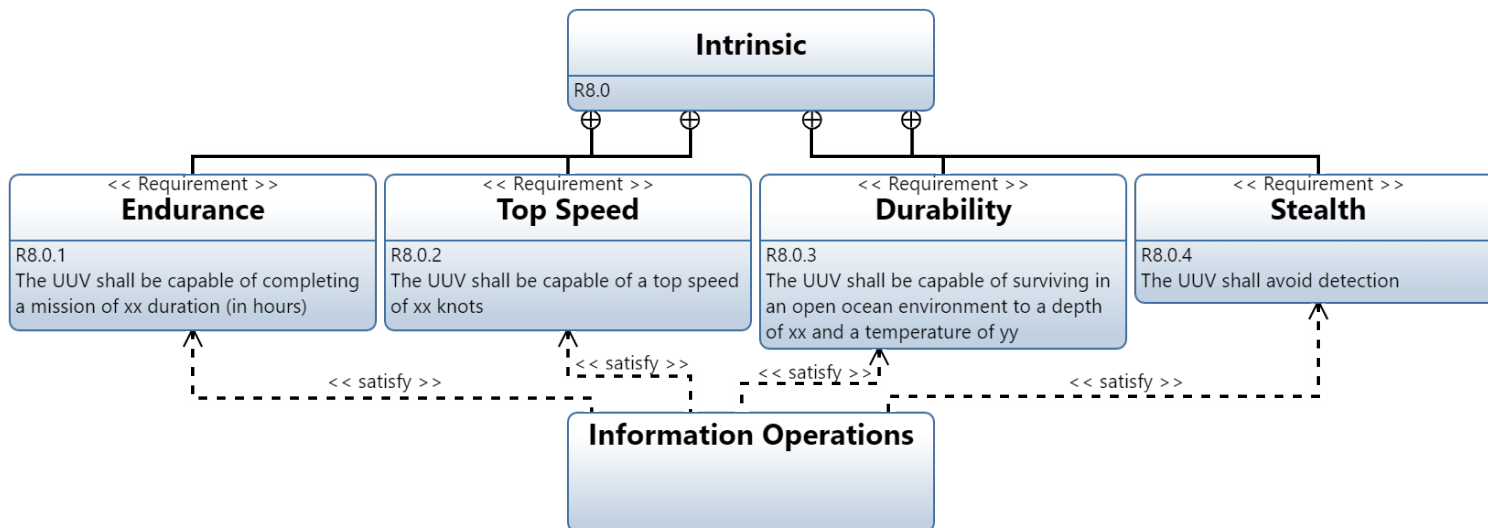 Intrinsic
R8.0
<< Requirement >>
Endurance
R8.0.1
The UUV shall be capable of completing
a mission of xx duration (in hours)
<< Requirement >>
Top Speed
R8.0.2
The UUV shall be capable of a top speed
of xx knots
<< Requirement >>
Durability
R8.0.3
The UUV shall be capable of surviving in
an open ocean environment to a depth
of xx and a temperature of yy
<< Requirement >>
Stealth
R8.0.4
The UUV shall avoid detection
<< satisfy >>
<< satisfy >>
<< satisfy >>
<< satisfy >>
Information Operations